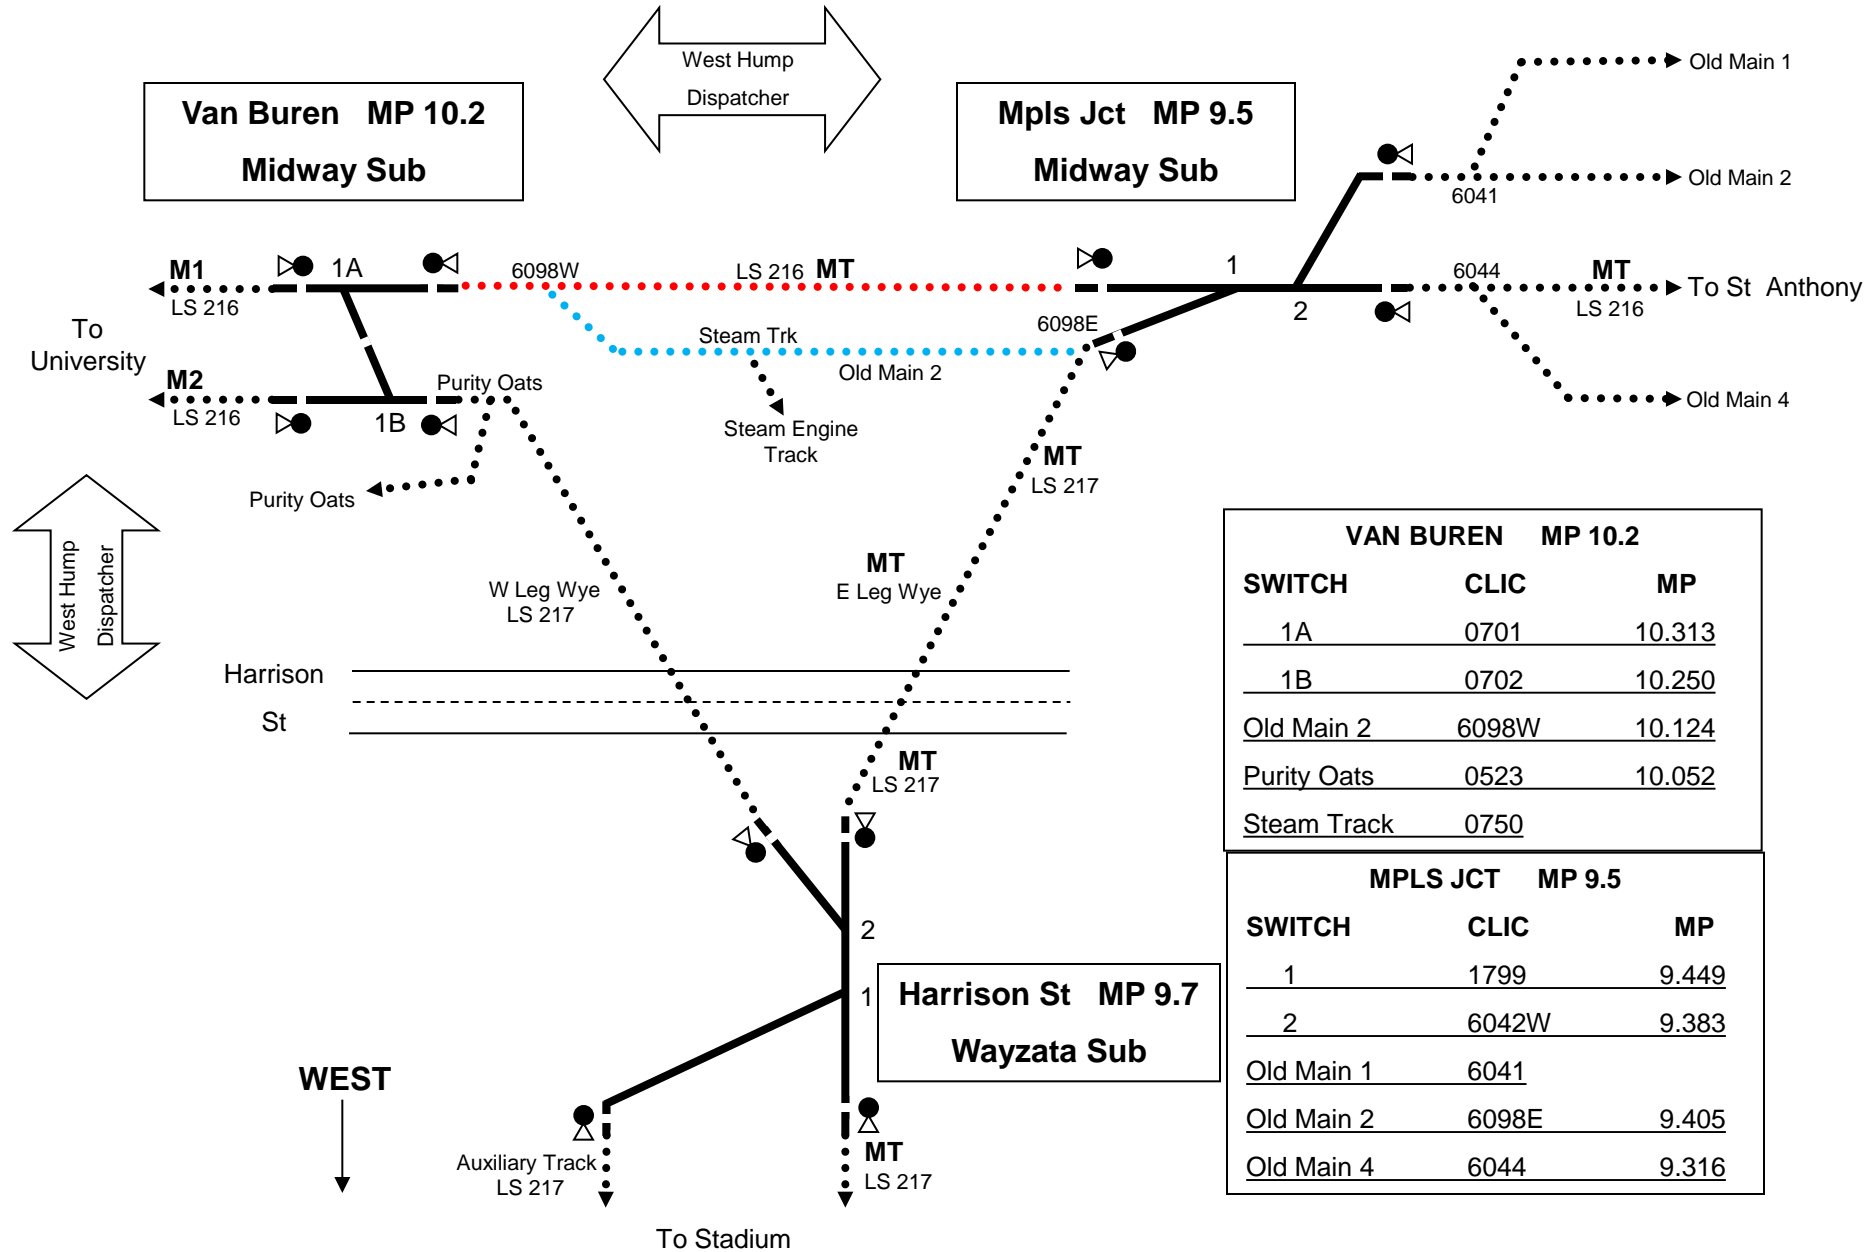 West Hump
Dispatcher
Van Buren MP 10.2
Midway Sub
Mpls Jct MP 9.5
Midway Sub
Old Main 1
Old Main 2
6041
M1
LS 216
1A
6098W
LS 216 MT
1
2
6044
MT
LS 216
To St Anthony
To
University
Steam Trk
6098E
Old Main 2
M2
LS 216
1B
Purity Oats
Steam Engine
Track
Old Main 4
Purity Oats
MT
LS 217
West Hump
Dispatcher
W Leg Wye
LS 217
MT
E Leg Wye
Harrison
St
MT
LS 217
VAN BUREN MP 10.2
SWITCH CLIC MP
1A 0701 10.313
1B 0702 10.250
Old Main 2 6098W 10.124
Purity Oats 0523 10.052
Steam Track 0750
MPLS JCT MP 9.5
SWITCH CLIC MP
1 1799 9.449
2 6042W 9.383
Old Main 1 6041
Old Main 2 6098E 9.405
Old Main 4 6044 9.316
2
1
Harrison St MP 9.7
Wayzata Sub
WEST
Auxiliary Track
LS 217
MT
LS 217
To Stadium